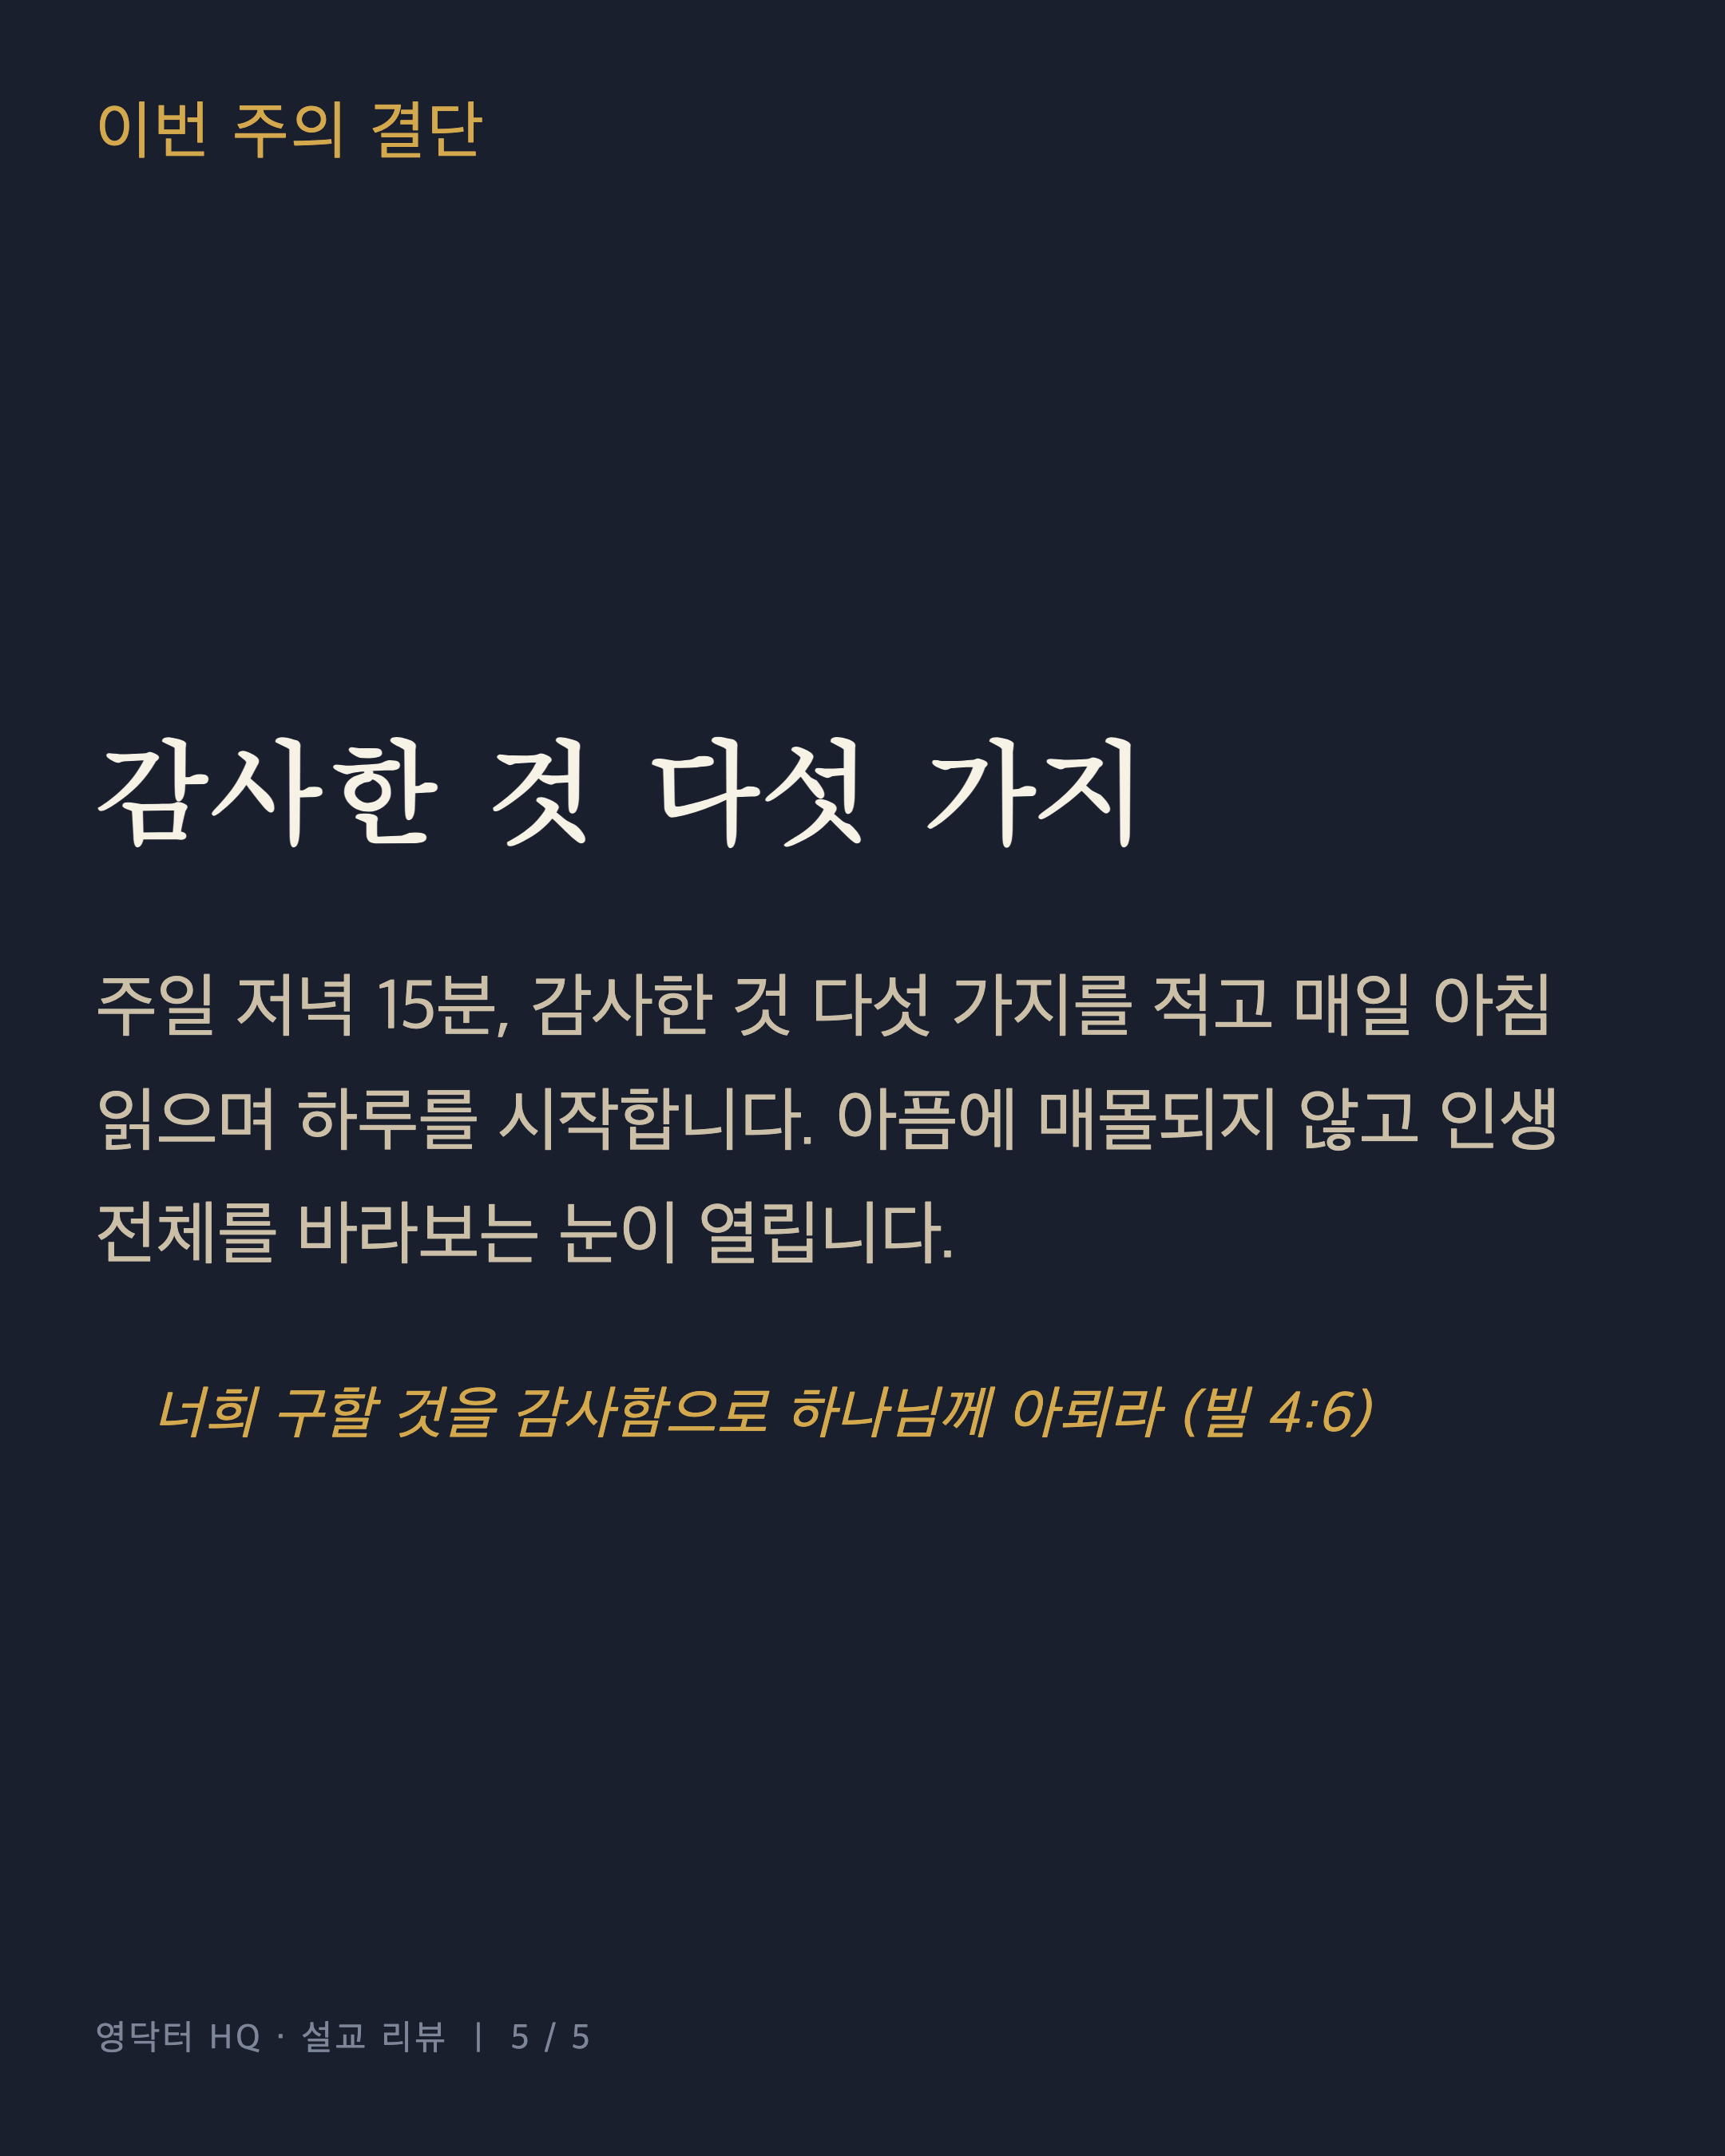 이번 주의 결단
감사한 것 다섯 가지
주일 저녁 15분, 감사한 것 다섯 가지를 적고 매일 아침
읽으며 하루를 시작합니다. 아픔에 매몰되지 않고 인생
전체를 바라보는 눈이 열립니다.
너희 구할 것을 감사함으로 하나님께 아뢰라 (빌 4:6)
영닥터 HQ · 설교 리뷰 | 5 / 5